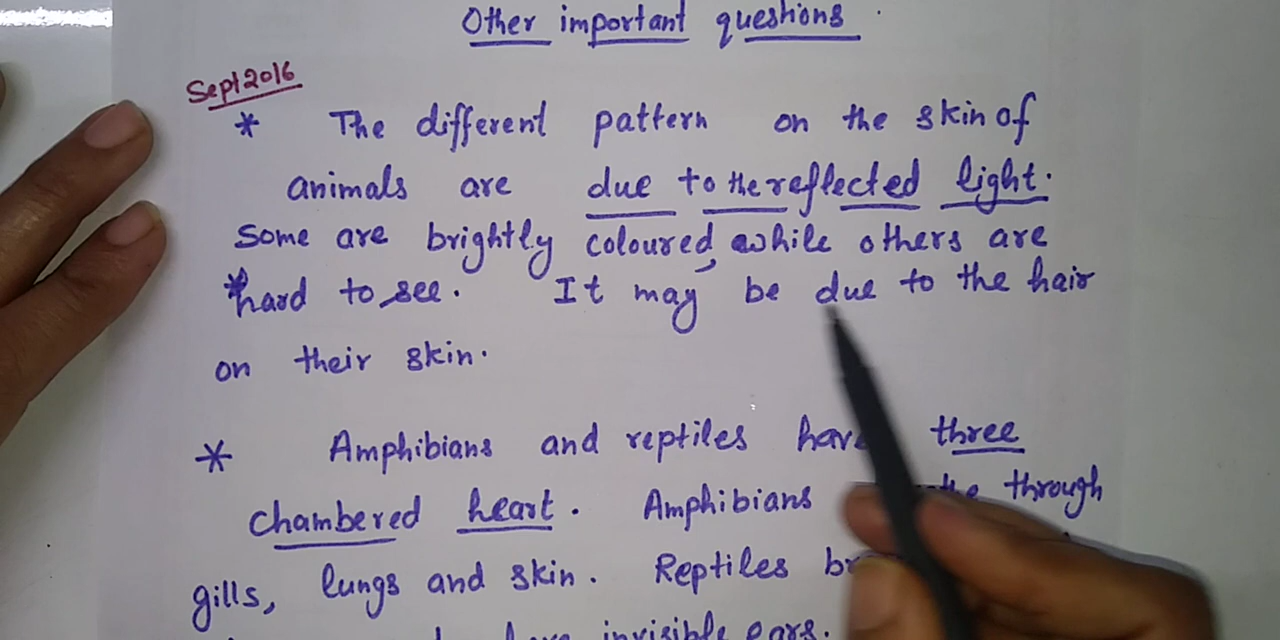 Other important questions
Sept 2016
* The different pattern on the skin of
animals are due to the reflected light.
Some are brightly coloured, while others are
hard to see. It may be due to the hair
on their skin.
* Amphibians and reptiles have three
chambered heart. Amphibians through
gills, lungs and skin. Reptiles
invisible ears.